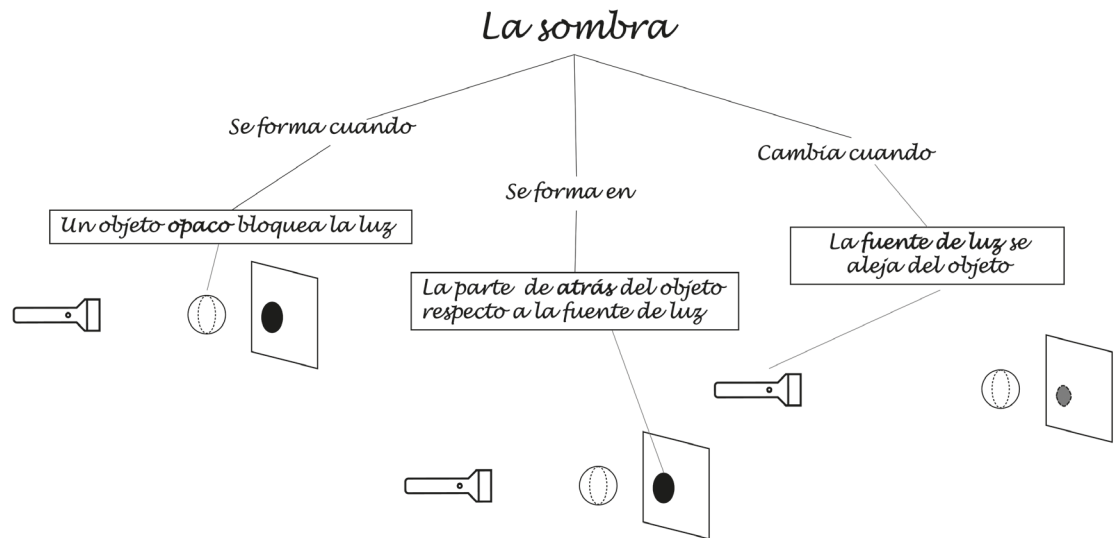 La sombra
Se forma cuando
Un objeto opaco bloquea la luz
Se forma en
La parte de atrás del objeto
respecto a la fuente de luz
Cambia cuando
La fuente de luz se
aleja del objeto